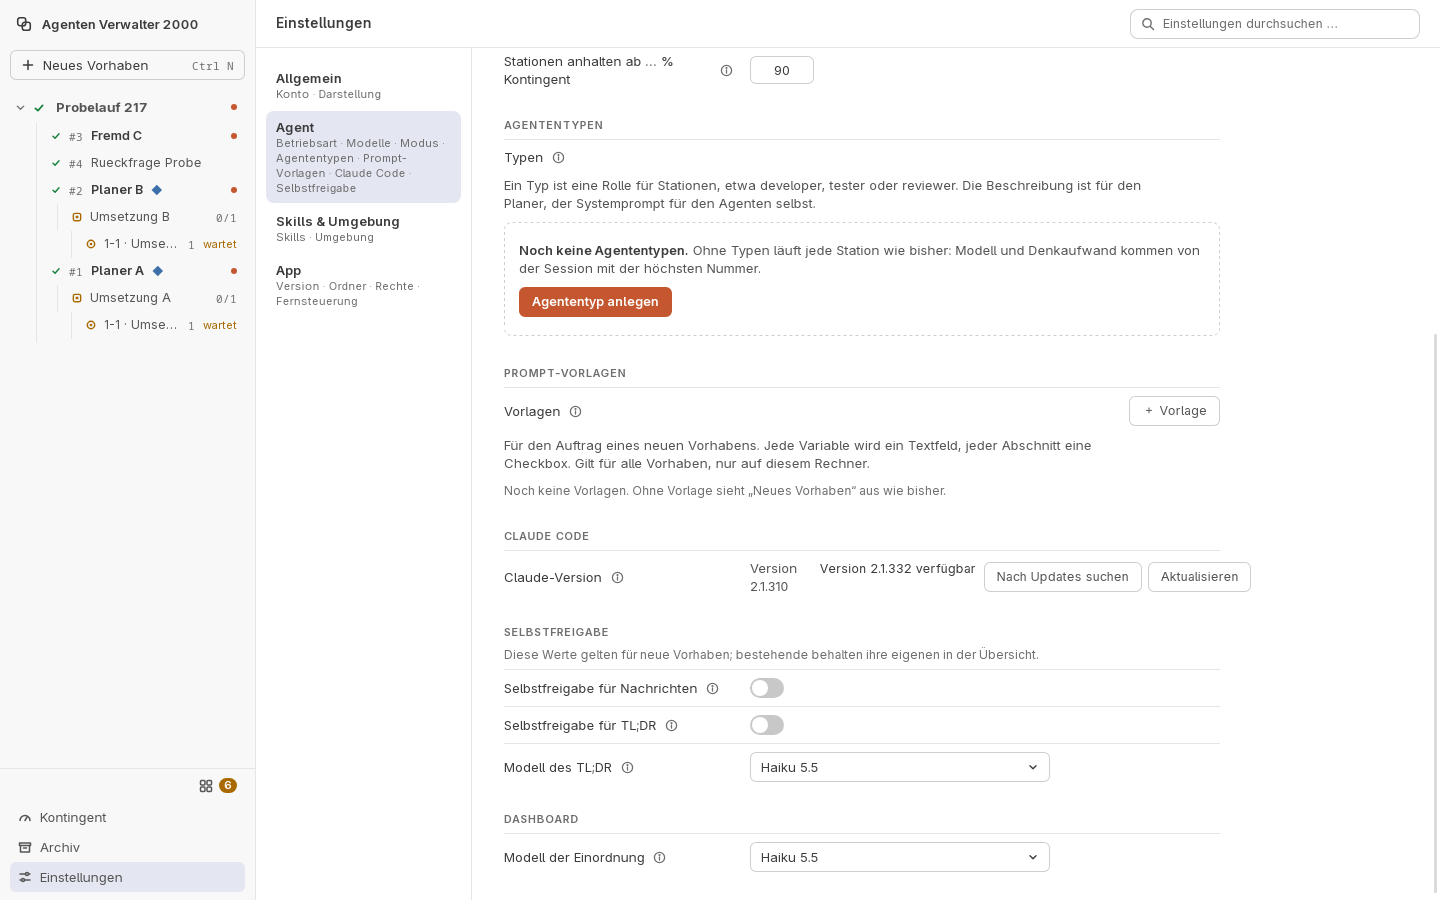 Agenten Verwalter 2000
Neues Vorhaben Ctrl N
Probelauf 217
#3 Fremd C
#4 Rueckfrage Probe
#2 Planer B
Umsetzung B 0/1
1-1 · Umse… 1 wartet
#1 Planer A
Umsetzung A 0/1
1-1 · Umse… 1 wartet
6
Kontingent
Archiv
Einstellungen
Einstellungen
Einstellungen durchsuchen …
Allgemein
Konto · Darstellung
Agent
Betriebsart · Modelle · Modus ·
Agententypen · Prompt-
Vorlagen · Claude Code ·
Selbstfreigabe
Skills & Umgebung
Skills · Umgebung
App
Version · Ordner · Rechte ·
Fernsteuerung
Stationen anhalten ab … %
Kontingent
90
AGENTENTYPEN
Typen
Ein Typ ist eine Rolle für Stationen, etwa developer, tester oder reviewer. Die Beschreibung ist für den
Planer, der Systemprompt für den Agenten selbst.
Noch keine Agententypen. Ohne Typen läuft jede Station wie bisher: Modell und Denkaufwand kommen von
der Session mit der höchsten Nummer.
Agententyp anlegen
PROMPT-VORLAGEN
Vorlagen
+ Vorlage
Für den Auftrag eines neuen Vorhabens. Jede Variable wird ein Textfeld, jeder Abschnitt eine
Checkbox. Gilt für alle Vorhaben, nur auf diesem Rechner.
Noch keine Vorlagen. Ohne Vorlage sieht „Neues Vorhaben“ aus wie bisher.
CLAUDE CODE
Claude-Version
Version
2.1.310
Version 2.1.332 verfügbar
Nach Updates suchen
Aktualisieren
SELBSTFREIGABE
Diese Werte gelten für neue Vorhaben; bestehende behalten ihre eigenen in der Übersicht.
Selbstfreigabe für Nachrichten
Selbstfreigabe für TL;DR
Modell des TL;DR
Haiku 5.5
DASHBOARD
Modell der Einordnung
Haiku 5.5